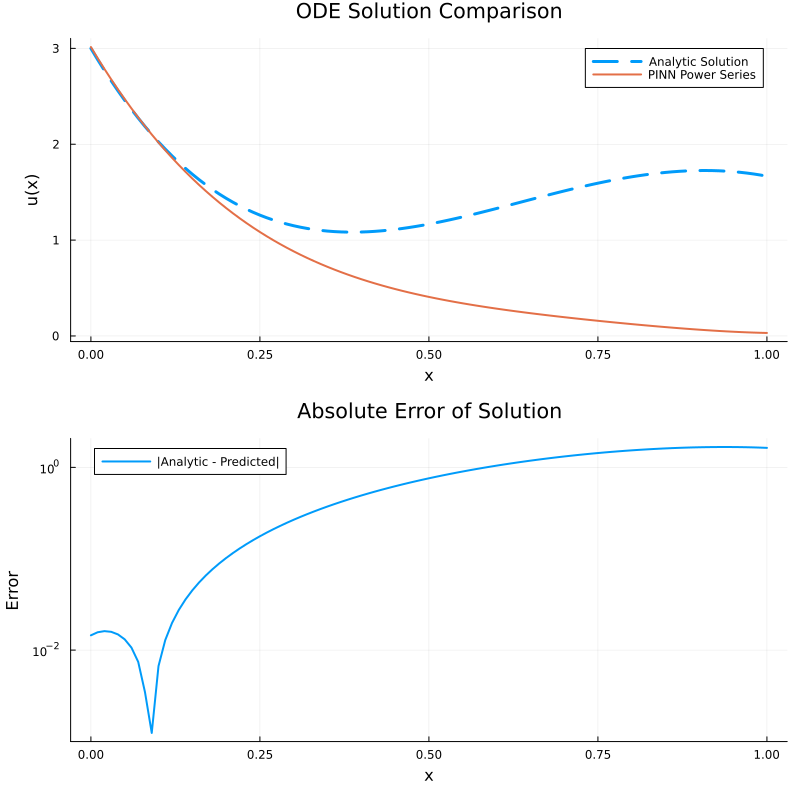 ODE Solution Comparison
3
2
1
0
u(x)
Analytic Solution
PINN Power Series
0.00 0.25 0.50 0.75 1.00
x
Absolute Error of Solution
10⁰
10⁻²
Error
|Analytic - Predicted|
0.00 0.25 0.50 0.75 1.00
x